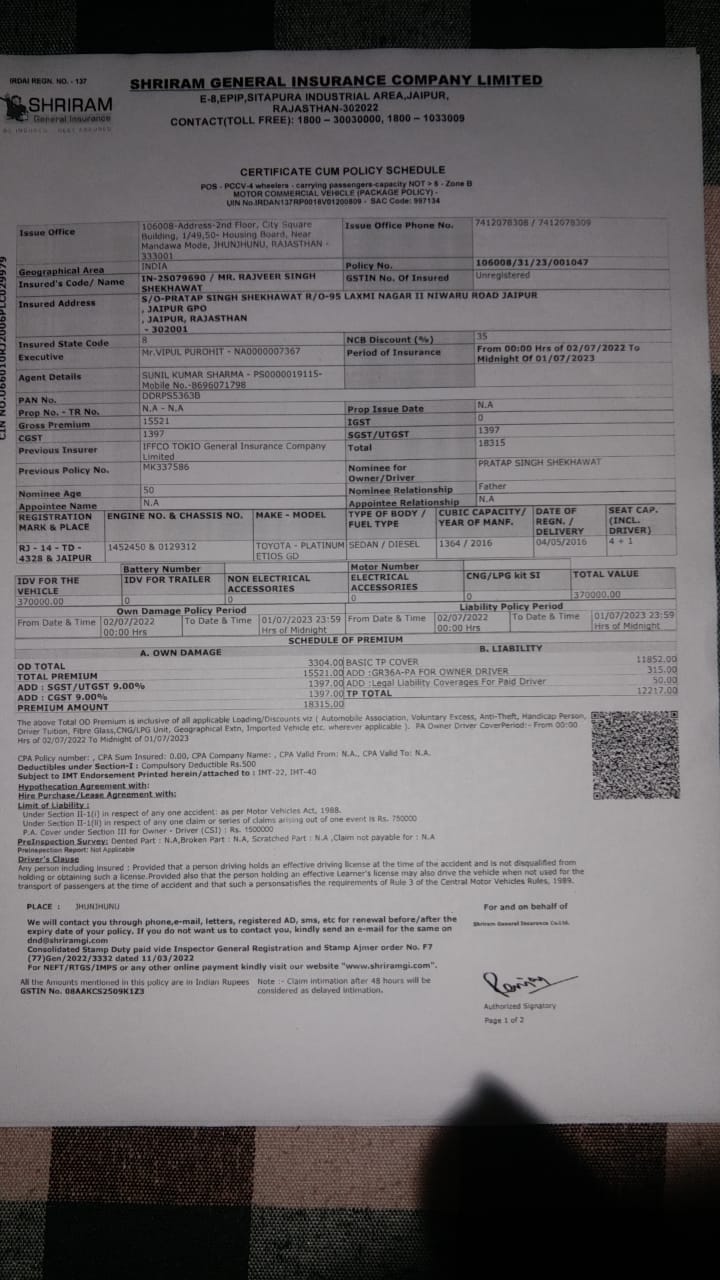 IRDAI REGN. NO. - 137
SHRIRAM GENERAL INSURANCE COMPANY LIMITED
SHRIRAM
General Insurance
E-8,EPIP,SITAPURA INDUSTRIAL AREA,JAIPUR,
RAJASTHAN-302022
CONTACT(TOLL FREE): 1800 – 30030000, 1800 – 1033009
CERTIFICATE CUM POLICY SCHEDULE
POS - PCCV-4 wheelers - carrying passengers-capacity NOT > 6 - Zone B
MOTOR COMMERCIAL VEHICLE (PACKAGE POLICY) -
UIN No.IRDAN137RP0016V01200809 - SAC Code: 997134
Issue Office 106008-Address-2nd Floor, City Square Issue Office Phone No. 7412078308 / 7412078309
Building, 1/49,50- Housing Board, Near
Mandawa Mode, JHUNJHUNU, RAJASTHAN -
333001
Geographical Area INDIA Policy No. 106008/31/23/001047
Insured's Code/ Name IN-25079690 / MR. RAJVEER SINGH GSTIN No. Of Insured Unregistered
SHEKHAWAT
Insured Address S/O-PRATAP SINGH SHEKHAWAT R/O-95 LAXMI NAGAR II NIWARU ROAD JAIPUR
, JAIPUR GPO
, JAIPUR, RAJASTHAN
- 302001
Insured State Code 8 NCB Discount (%) 35
Executive Mr.VIPUL PUROHIT - NA0000007367 Period of Insurance From 00:00 Hrs of 02/07/2022 To
Midnight Of 01/07/2023
Agent Details SUNIL KUMAR SHARMA - PS0000019115-
Mobile No.-8696071798
PAN No. DDRPS5363B
Prop No. - TR No. N.A - N.A Prop Issue Date N.A
Gross Premium 15521 IGST 0
CGST 1397 SGST/UTGST 1397
Previous Insurer IFFCO TOKIO General Insurance Company Total 18315
Limited
Previous Policy No. MK337586 Nominee for PRATAP SINGH SHEKHAWAT
Owner/Driver
Nominee Age 50 Nominee Relationship Father
Appointee Name N.A Appointee Relationship N.A
REGISTRATION ENGINE NO. & CHASSIS NO. MAKE - MODEL TYPE OF BODY / CUBIC CAPACITY/ DATE OF SEAT CAP.
MARK & PLACE FUEL TYPE YEAR OF MANF. REGN. / (INCL.
DELIVERY DRIVER)
RJ - 14 - TD - 1452450 & 0129312 TOYOTA - PLATINUM SEDAN / DIESEL 1364 / 2016 04/05/2016 4 + 1
4328 & JAIPUR ETIOS GD
Battery Number Motor Number
IDV FOR THE IDV FOR TRAILER NON ELECTRICAL ELECTRICAL CNG/LPG kit SI TOTAL VALUE
VEHICLE ACCESSORIES ACCESSORIES
370000.00 0 0 0 0 370000.00
Own Damage Policy Period Liability Policy Period
From Date & Time 02/07/2022 To Date & Time 01/07/2023 23:59 From Date & Time 02/07/2022 To Date & Time 01/07/2023 23:59
00:00 Hrs Hrs of Midnight 00:00 Hrs Hrs of Midnight
SCHEDULE OF PREMIUM
A. OWN DAMAGE B. LIABILITY
OD TOTAL 3304.00 BASIC TP COVER 11852.00
TOTAL PREMIUM 15521.00 ADD :GR36A-PA FOR OWNER DRIVER 315.00
ADD : SGST/UTGST 9.00% 1397.00 ADD :Legal Liability Coverages For Paid Driver 50.00
ADD : CGST 9.00% 1397.00 TP TOTAL 12217.00
PREMIUM AMOUNT 18315.00
The above Total OD Premium is inclusive of all applicable Loading/Discounts viz ( Automobile Association, Voluntary Excess, Anti-Theft, Handicap Person,
Driver Tuition, Fibre Glass,CNG/LPG Unit, Geographical Extn, Imported Vehicle etc. wherever applicable ). PA Owner Driver CoverPeriod:- From 00:00
Hrs of 02/07/2022 To Midnight of 01/07/2023
CPA Policy number: , CPA Sum Insured: 0.00, CPA Company Name: , CPA Valid From: N.A., CPA Valid To: N.A.
Deductibles under Section-I : Compulsory Deductible Rs.500
Subject to IMT Endorsement Printed herein/attached to : IMT-22, IMT-40
Hypothecation Agreement with:
Hire Purchase/Lease Agreement with:
Limit of Liability :
Under Section II-1(i) in respect of any one accident: as per Motor Vehicles Act, 1988.
Under Section II-1(ii) in respect of any one claim or series of claims arising out of one event is Rs. 750000
P.A. Cover under Section III for Owner - Driver (CSI) : Rs. 1500000
PreInspection Survey: Dented Part : N.A,Broken Part : N.A, Scratched Part : N.A ,Claim not payable for : N.A
PreInspection Report: Not Applicable
Driver's Clause
Any person including Insured : Provided that a person driving holds an effective driving license at the time of the accident and is not disqualified from
holding or obtaining such a license.Provided also that the person holding an effective Learner's license may also drive the vehicle when not used for the
transport of passengers at the time of accident and that such a personsatisfies the requirements of Rule 3 of the Central Motor Vehicles Rules, 1989.
PLACE : JHUNJHUNU For and on behalf of
Shriram General Insurance Co.Ltd.
We will contact you through phone,e-mail, letters, registered AD, sms, etc for renewal before/after the
expiry date of your policy. If you do not want us to contact you, kindly send an e-mail for the same on
dnd@shriramgi.com
Consolidated Stamp Duty paid vide Inspector General Registration and Stamp Ajmer order No. F7
(77)Gen/2022/3332 dated 11/03/2022
For NEFT/RTGS/IMPS or any other online payment kindly visit our website "www.shriramgi.com".
All the Amounts mentioned in this policy are in Indian Rupees Note :- Claim intimation after 48 hours will be
GSTIN No. 08AAKCS2509K1Z3 considered as delayed intimation.
Authorized Signatory
Page 1 of 2